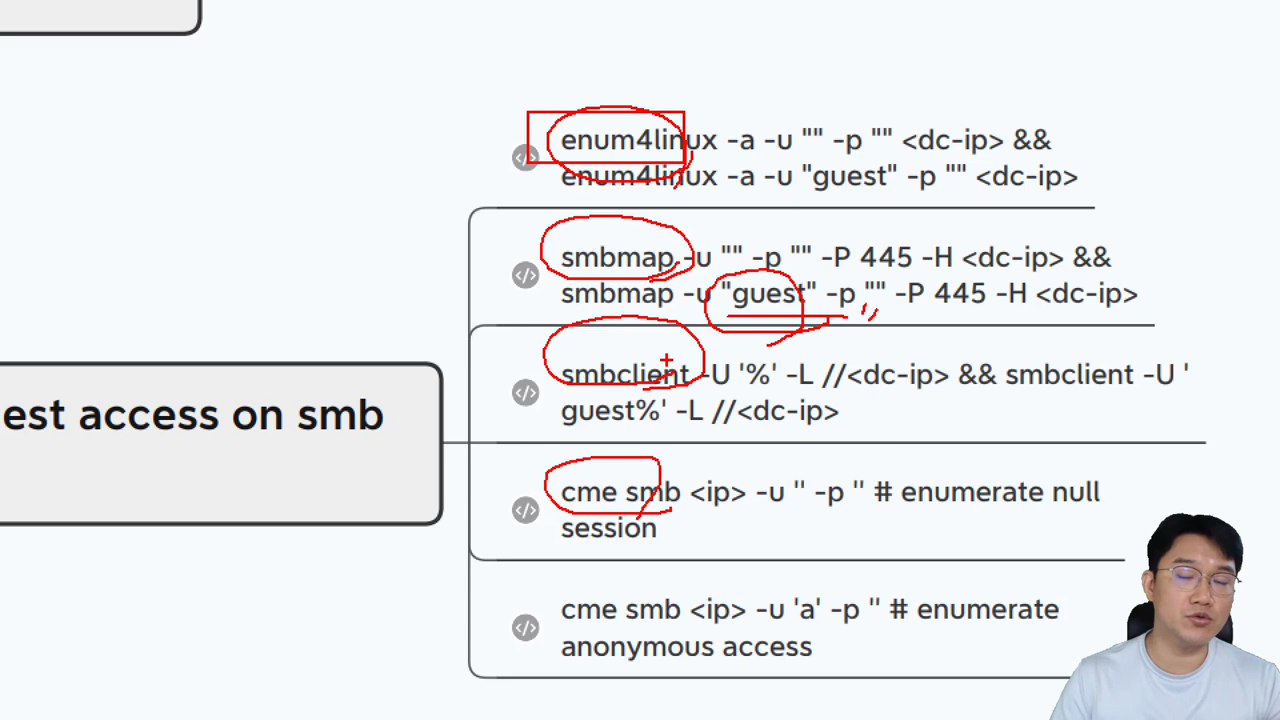 enum4linux -a -u "" -p "" <dc-ip> &&
enum4linux -a -u "guest" -p "" <dc-ip>
smbmap -u "" -p "" -P 445 -H <dc-ip> &&
smbmap -u "guest" -p "" -P 445 -H <dc-ip>
smbclient -U '%' -L //<dc-ip> && smbclient -U '
guest%' -L //<dc-ip>
est access on smb
cme smb <ip> -u '' -p '' # enumerate null
session
cme smb <ip> -u 'a' -p '' # enumerate
anonymous access